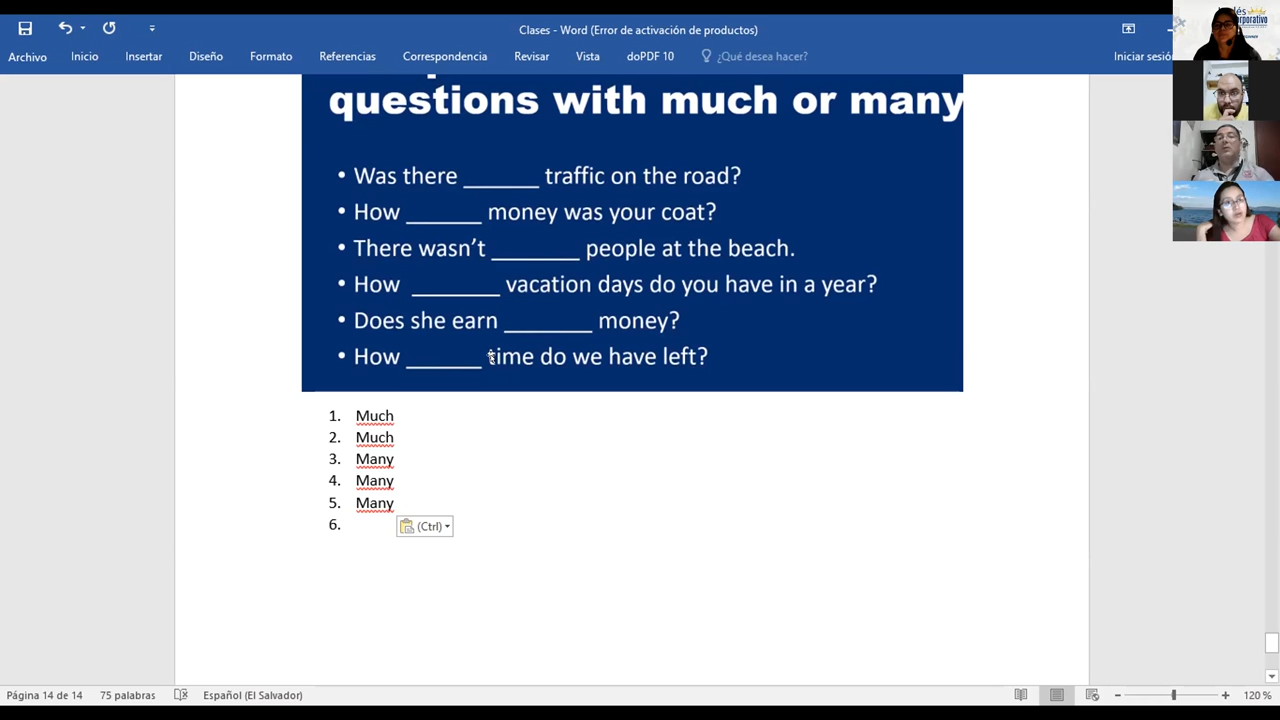 Clases - Word (Error de activación de productos)
Archivo Inicio Insertar Diseño Formato Referencias Correspondencia Revisar Vista doPDF 10 ¿Qué desea hacer? Iniciar sesió
questions with much or many
• Was there ______ traffic on the road?
• How ______ money was your coat?
• There wasn't _______ people at the beach.
• How _______ vacation days do you have in a year?
• Does she earn _______ money?
• How ______ time do we have left?
1. Much
2. Much
3. Many
4. Many
5. Many
6.
(Ctrl)
Página 14 de 14 75 palabras Español (El Salvador) 120 %